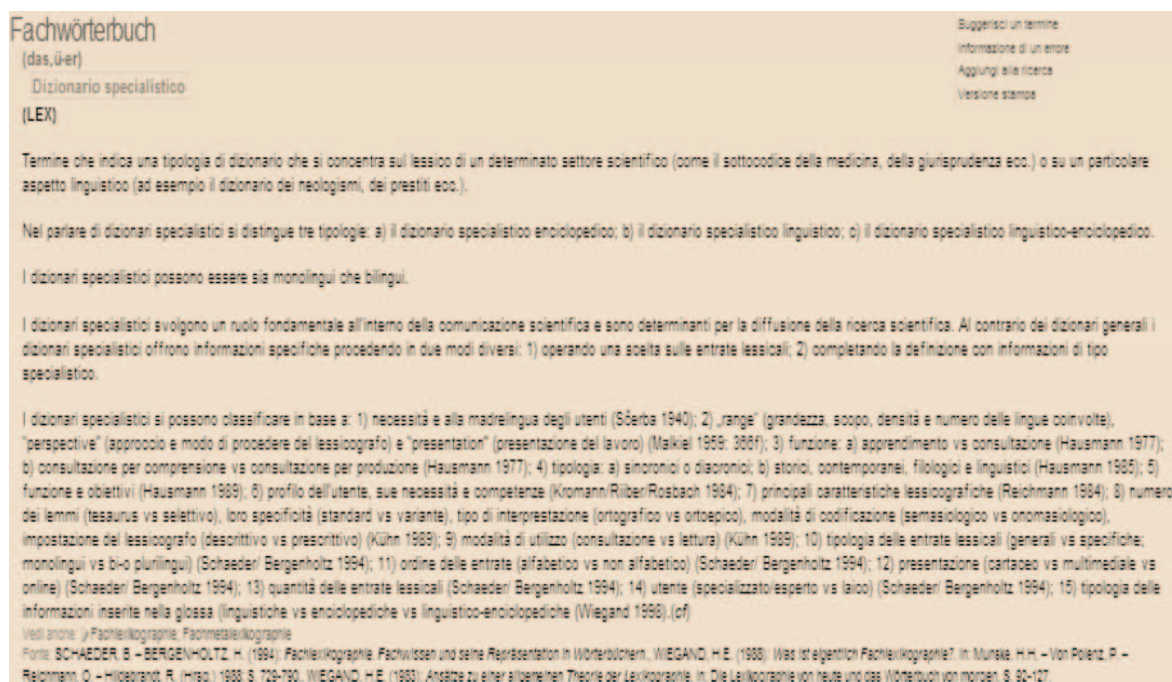 Fachwörterbuch
(das,ü-er)
Dizionario specialistico
(LEX)
Suggerisci un termine
Informazione di un errore
Aggiungi alla ricerca
Versione stampa
Termine che indica una tipologia di dizionario che si concentra sul lessico di un determinato settore scientifico (come il sottocodice della medicina, della giurisprudenza ecc.) o su un particolare
aspetto linguistico (ad esempio il dizionario dei neologismi, dei prestiti ecc.).
Nel parlare di dizionari specialistici si distingue tre tipologie: a) il dizionario specialistico enciclopedico; b) il dizionario specialistico linguistico; c) il dizionario specialistico linguistico-enciclopedico.
I dizionari specialistici possono essere sia monolingui che bilingui.
I dizionari specialistici svolgono un ruolo fondamentale all'interno della comunicazione scientifica e sono determinanti per la diffusione della ricerca scientifica. Al contrario dei dizionari generali i
dizionari specialistici offrono informazioni specifiche procedendo in due modi diversi: 1) operando una scelta sulle entrate lessicali; 2) completando la definizione con informazioni di tipo
specialistico.
I dizionari specialistici si possono classificare in base a: 1) necessità e alla madrelingua degli utenti (Ščerba 1940); 2) „range" (grandezza, scopo, densità e numero delle lingue coinvolte),
"perspective" (approccio e modo di procedere del lessicografo) e "presentation" (presentazione del lavoro) (Malkiel 1959: 366f); 3) funzione: a) apprendimento vs consultazione (Hausmann 1977);
b) consultazione per comprensione vs consultazione per produzione (Hausmann 1977); 4) tipologia: a) sincronici o diacronici; b) storici, contemporanei, filologici e linguistici (Hausmann 1985); 5)
funzione e obiettivi (Hausmann 1989); 6) profilo dell'utente, sue necessità e competenze (Kromann/Riiber/Rosbach 1984); 7) principali caratteristiche lessicografiche (Reichmann 1984); 8) numero
dei lemmi (tesaurus vs selettivo), loro specificità (standard vs variante), tipo di interprestazione (ortografico vs ortoepico), modalità di codificazione (semasiologico vs onomasiologico),
impostazione del lessicografo (descrittivo vs prescrittivo) (Kühn 1989); 9) modalità di utilizzo (consultazione vs lettura) (Kühn 1989); 10) tipologia delle entrate lessicali (generali vs specifiche;
monolingui vs bi-o plurilingui) (Schaeder/ Bergenholtz 1994); 11) ordine delle entrate (alfabetico vs non alfabetico) (Schaeder/ Bergenholtz 1994); 12) presentazione (cartaceo vs multimediale vs
online) (Schaeder/ Bergenholtz 1994); 13) quantità delle entrate lessicali (Schaeder/ Bergenholtz 1994); 14) utente (specializzato/esperto vs laico) (Schaeder/ Bergenholtz 1994); 15) tipologia delle
informazioni inserite nella glossa (linguistiche vs enciclopediche vs linguistico-enciclopediche (Wiegand 1998).(cf)
Vedi anche: Fachlexikographie; Fachmetalexikographie
Fonte: SCHAEDER, B. – BERGENHOLTZ, H. (1994): Fachlexikographie. Fachwissen und seine Repräsentation in Wörterbüchern., WIEGAND, H.E. (1988): Was ist eigentlich Fachlexikographie?. In: Munske, H.H. – Von Polenz, P. –
Reichmann, O. – Hildebrandt, R. (Hrsg.) 1988, S. 729-790., WIEGAND, H.E. (1983): Ansätze zu einer allgemeinen Theorie der Lexikographie. In: Die Lexikographie von heute und das Wörterbuch von morgen, S. 92-127.